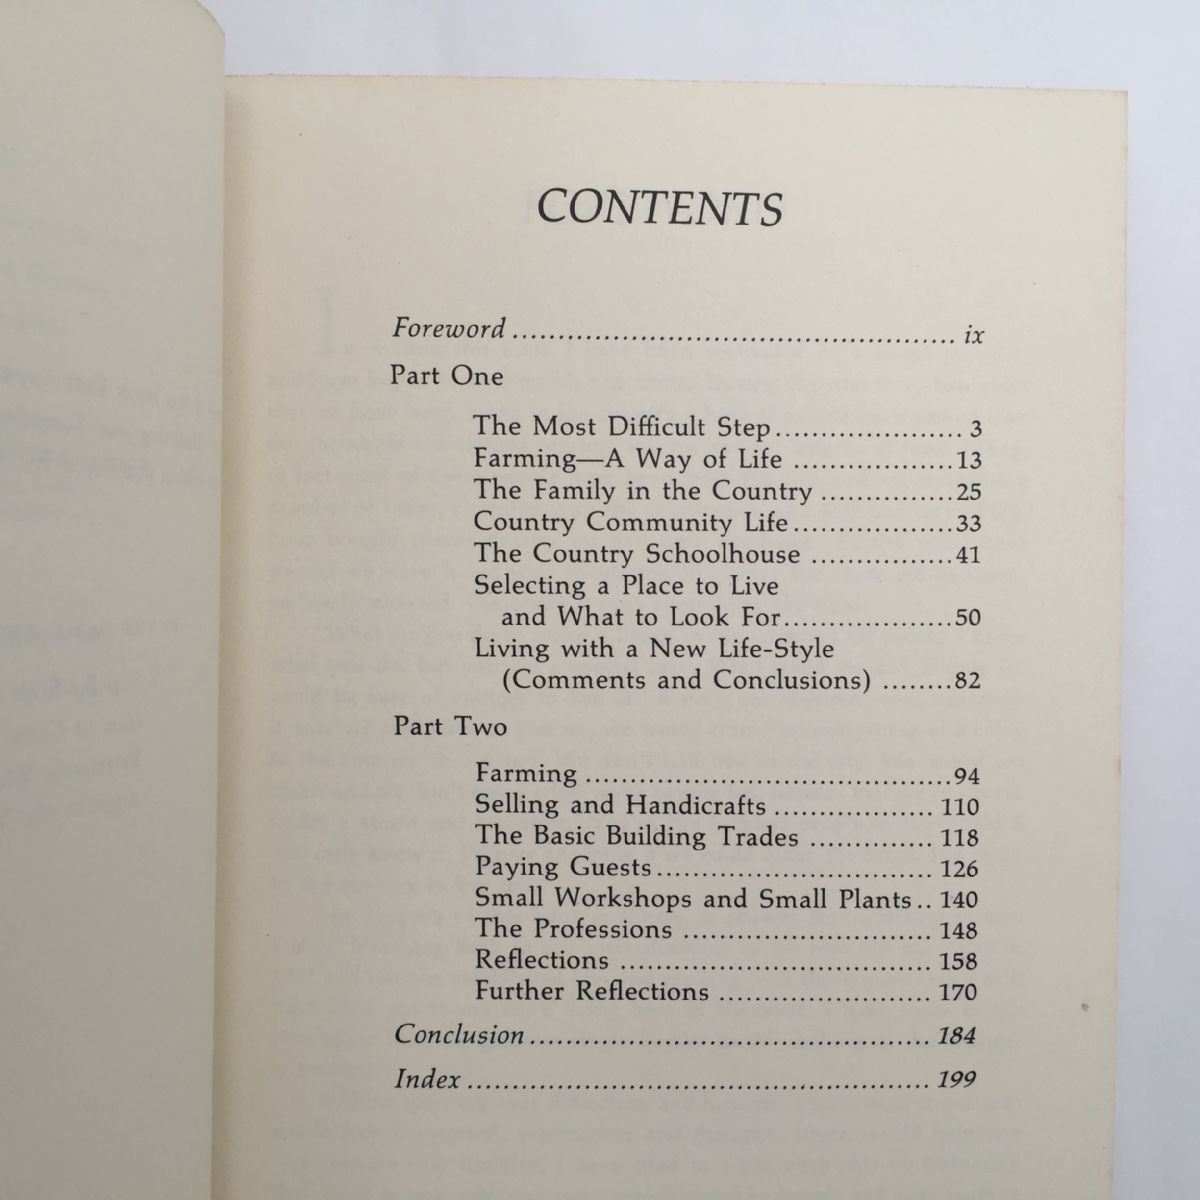 CONTENTS
Foreword ................................................ ix
Part One
The Most Difficult Step.................... 3
Farming—A Way of Life .................13
The Family in the Country ...............25
Country Community Life..................33
The Country Schoolhouse ................41
Selecting a Place to Live
and What to Look For...................50
Living with a New Life-Style
(Comments and Conclusions) ........82
Part Two
Farming ........................................94
Selling and Handicrafts ................. 110
The Basic Building Trades ............. 118
Paying Guests.............................. 126
Small Workshops and Small Plants.. 140
The Professions ........................... 148
Reflections .................................. 158
Further Reflections ....................... 170
Conclusion............................................ 184
Index .................................................. 199